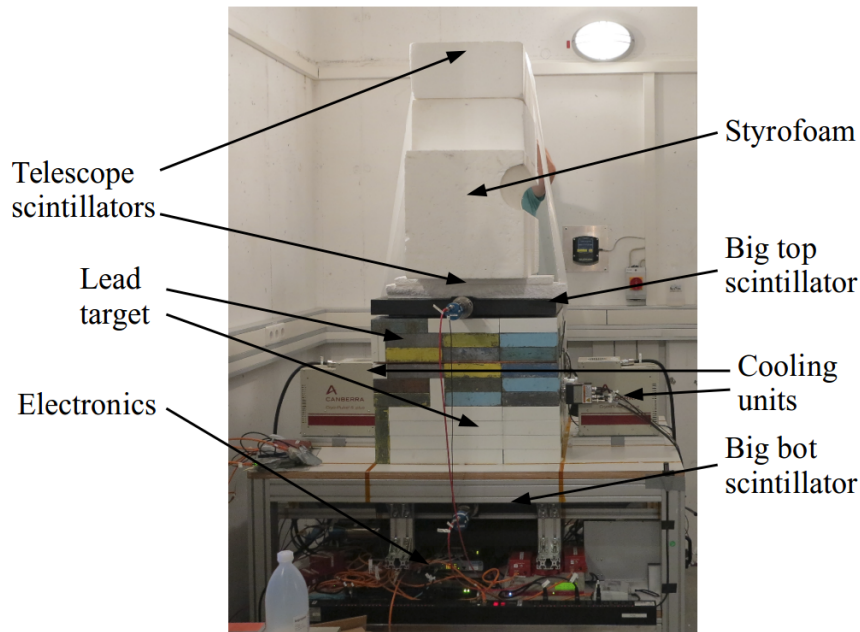 Telescope
scintillators
Styrofoam
Big top
scintillator
Lead
target
Cooling
units
Electronics
CANBERRA
Big bot
scintillator